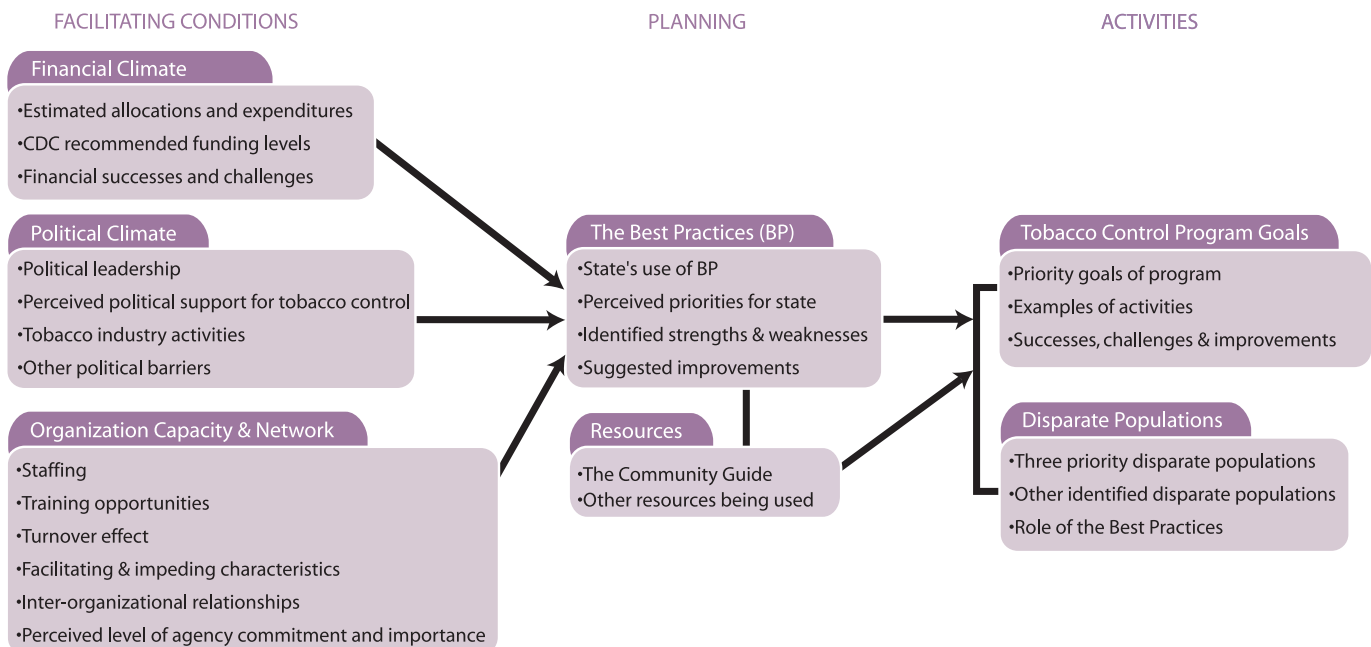 FACILITATING CONDITIONS
PLANNING
ACTIVITIES
Financial Climate
•Estimated allocations and expenditures
•CDC recommended funding levels
•Financial successes and challenges
Political Climate
•Political leadership
•Perceived political support for tobacco control
•Tobacco industry activities
•Other political barriers
Organization Capacity & Network
•Staffing
•Training opportunities
•Turnover effect
•Facilitating & impeding characteristics
•Inter-organizational relationships
•Perceived level of agency commitment and importance
The Best Practices (BP)
•State's use of BP
•Perceived priorities for state
•Identified strengths & weaknesses
•Suggested improvements
Resources
•The Community Guide
•Other resources being used
Tobacco Control Program Goals
•Priority goals of program
•Examples of activities
•Successes, challenges & improvements
Disparate Populations
•Three priority disparate populations
•Other identified disparate populations
•Role of the Best Practices